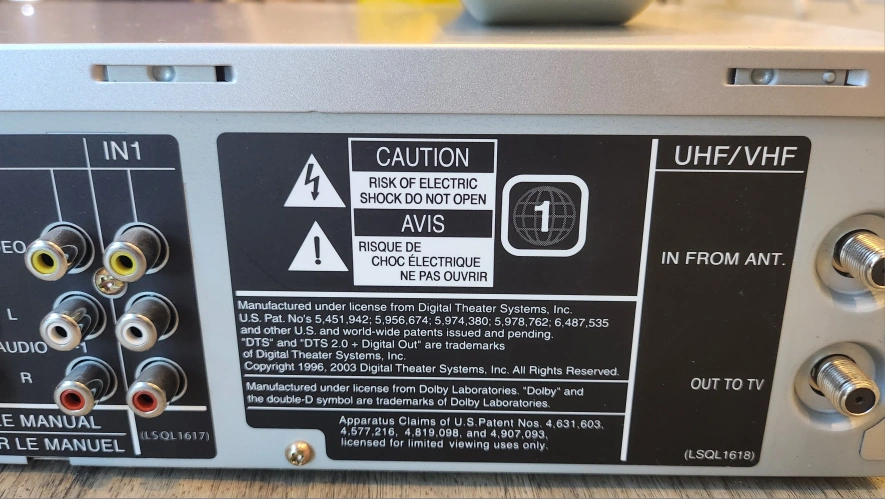 IN1
L
AUDIO
R
LE MANUAL
R LE MANUEL
(LSQL1617)
CAUTION
RISK OF ELECTRIC
SHOCK DO NOT OPEN
AVIS
RISQUE DE
CHOC ÉLECTRIQUE
NE PAS OUVRIR
1
Manufactured under license from Digital Theater Systems, Inc.
U.S. Pat. No's 5,451,942; 5,956,674; 5,974,380; 5,978,762; 6,487,535
and other U.S. and world-wide patents issued and pending.
"DTS" and "DTS 2.0 + Digital Out" are trademarks
of Digital Theater Systems, Inc.
Copyright 1996, 2003 Digital Theater Systems, Inc. All Rights Reserved.
Manufactured under license from Dolby Laboratories. "Dolby" and
the double-D symbol are trademarks of Dolby Laboratories.
Apparatus Claims of U.S.Patent Nos. 4,631,603,
4,577,216, 4,819,098, and 4,907,093,
licensed for limited viewing uses only.
UHF/VHF
IN FROM ANT.
OUT TO TV
(LSQL1618)